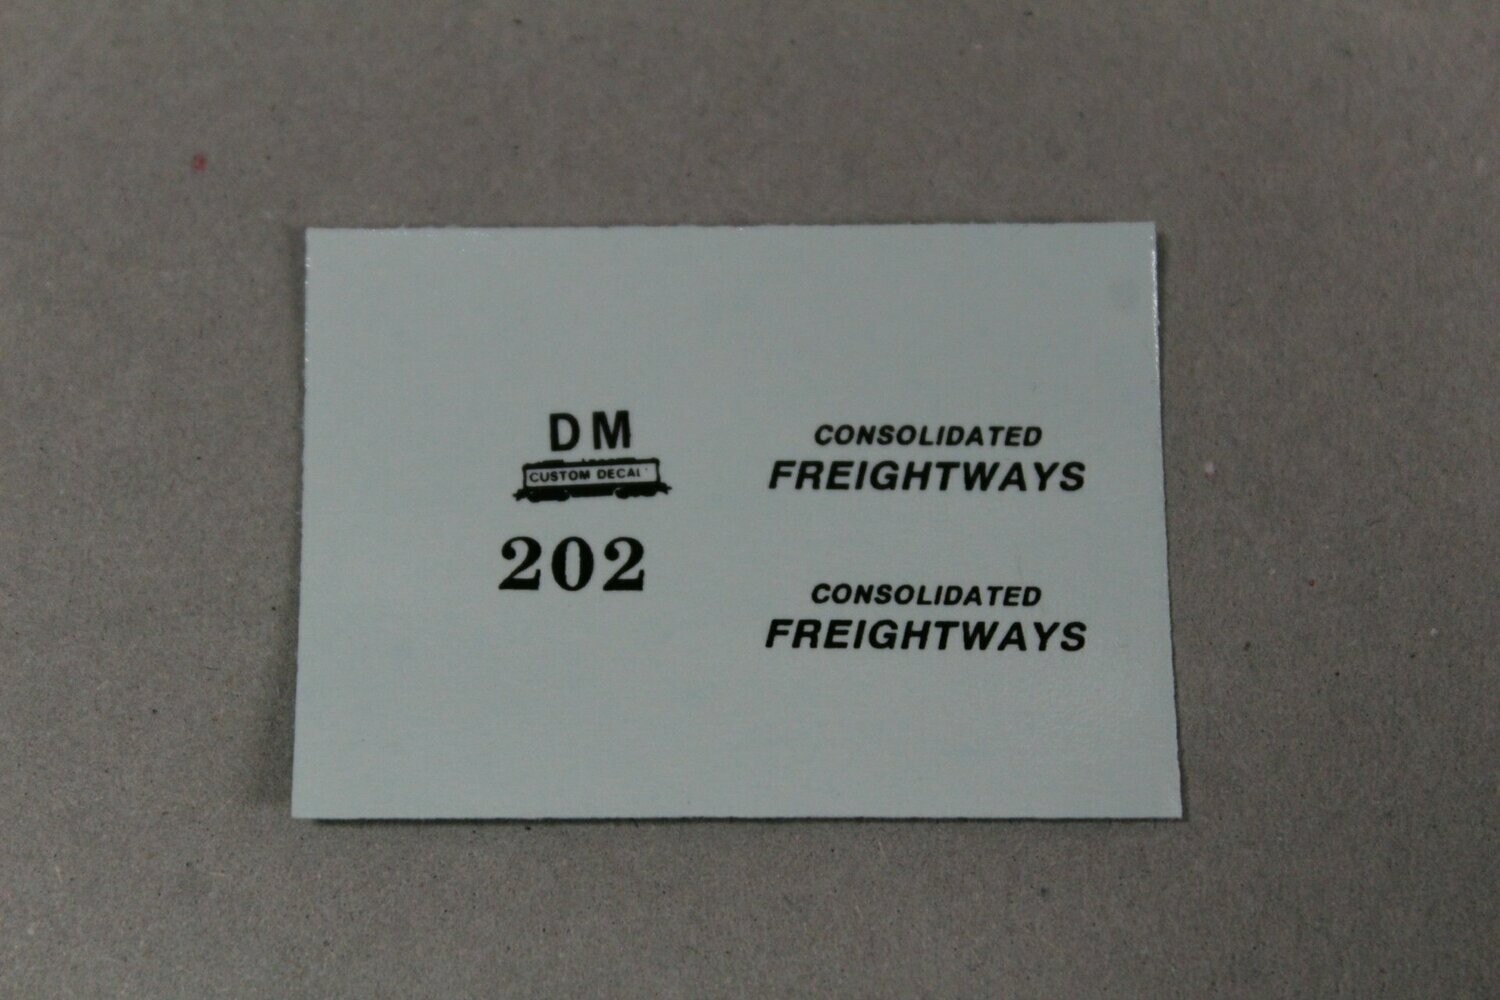 DM
CUSTOM DECAL
202
CONSOLIDATED
FREIGHTWAYS
CONSOLIDATED
FREIGHTWAYS